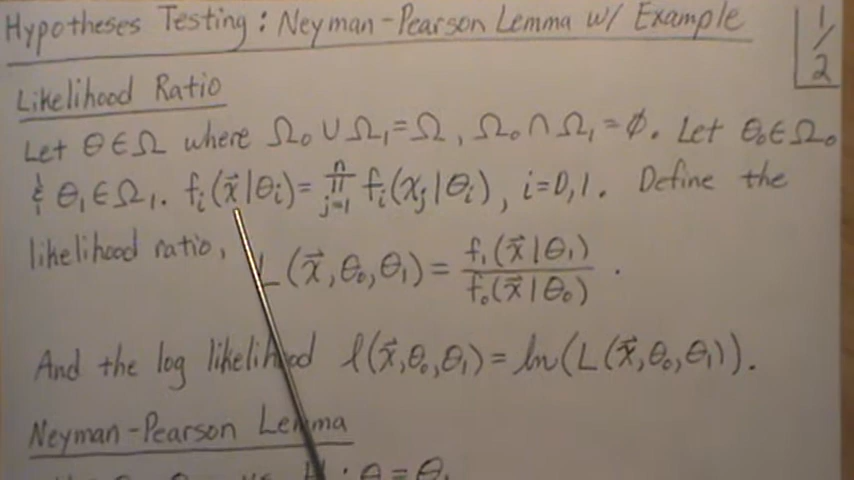 Hypotheses Testing: Neyman-Pearson Lemma w/ Example
1/2
Likelihood Ratio
Let θ∈Ω where Ω₀ ∪ Ω₁ = Ω, Ω₀ ∩ Ω₁ = ∅. Let θ₀∈Ω₀
& θ₁∈Ω₁. fᵢ(x⃗|θᵢ) = ∏ⱼ₌₁ⁿ fᵢ(xⱼ|θᵢ), i=0,1. Define the
likelihood ratio, L(x⃗,θ₀,θ₁) = f₁(x⃗|θ₁)/f₀(x⃗|θ₀).
And the log likelihood ℓ(x⃗,θ₀,θ₁) = ln(L(x⃗,θ₀,θ₁)).
Neyman-Pearson Lemma
: θ = θ₁